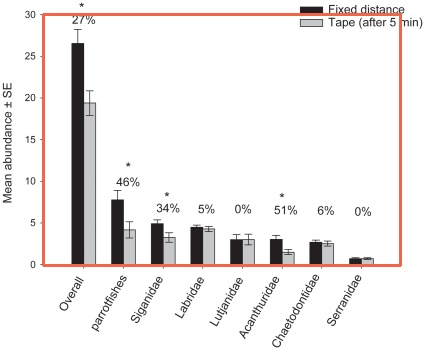 Fixed distance
Tape (after 5 min)
Mean abundance ± SE
30
25
20
15
10
5
0
*
27%
*
46%
*
34%
5%
0%
*
51%
6%
0%
Overall
parrotfishes
Siganidae
Labridae
Lutjanidae
Acanthuridae
Chaetodontidae
Serranidae